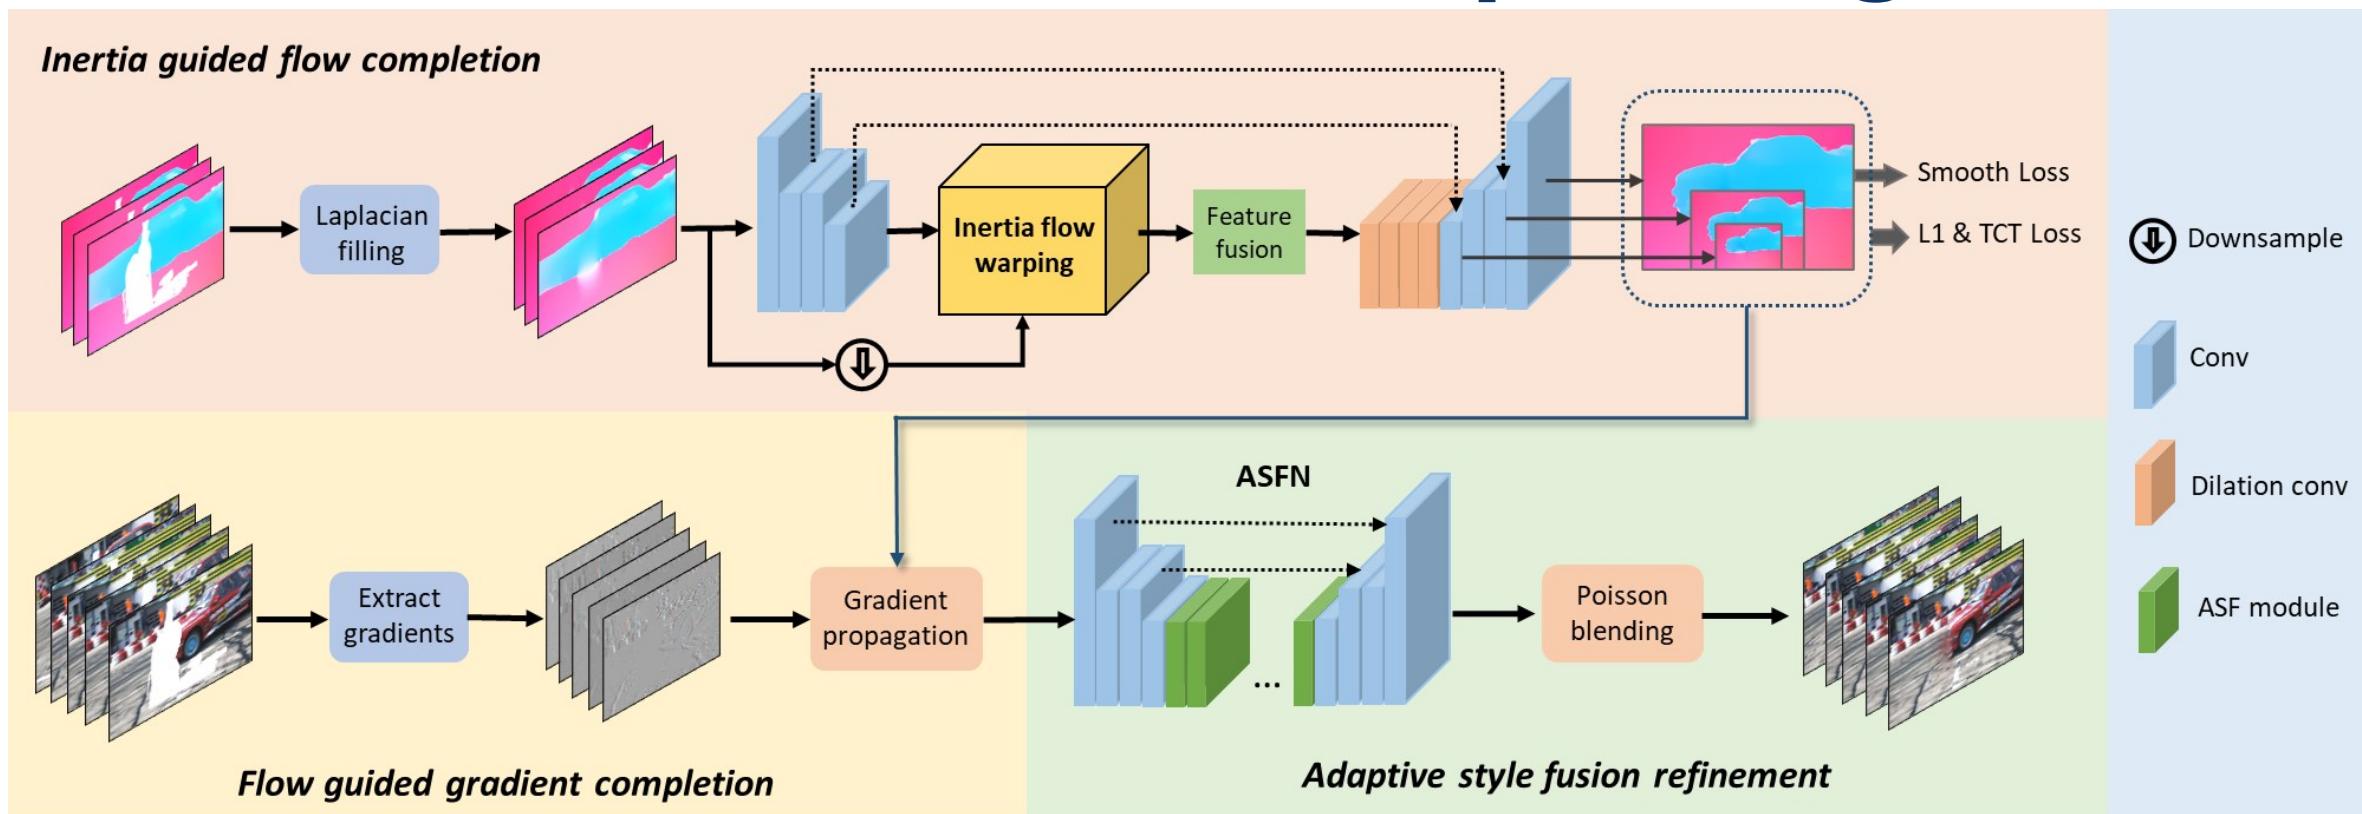 Inertia guided flow completion
Laplacian
filling
Inertia flow
warping
Feature
fusion
Smooth Loss
L1 & TCT Loss
Downsample
Conv
Dilation conv
ASF module
Extract
gradients
Gradient
propagation
ASFN
...
Poisson
blending
Flow guided gradient completion
Adaptive style fusion refinement